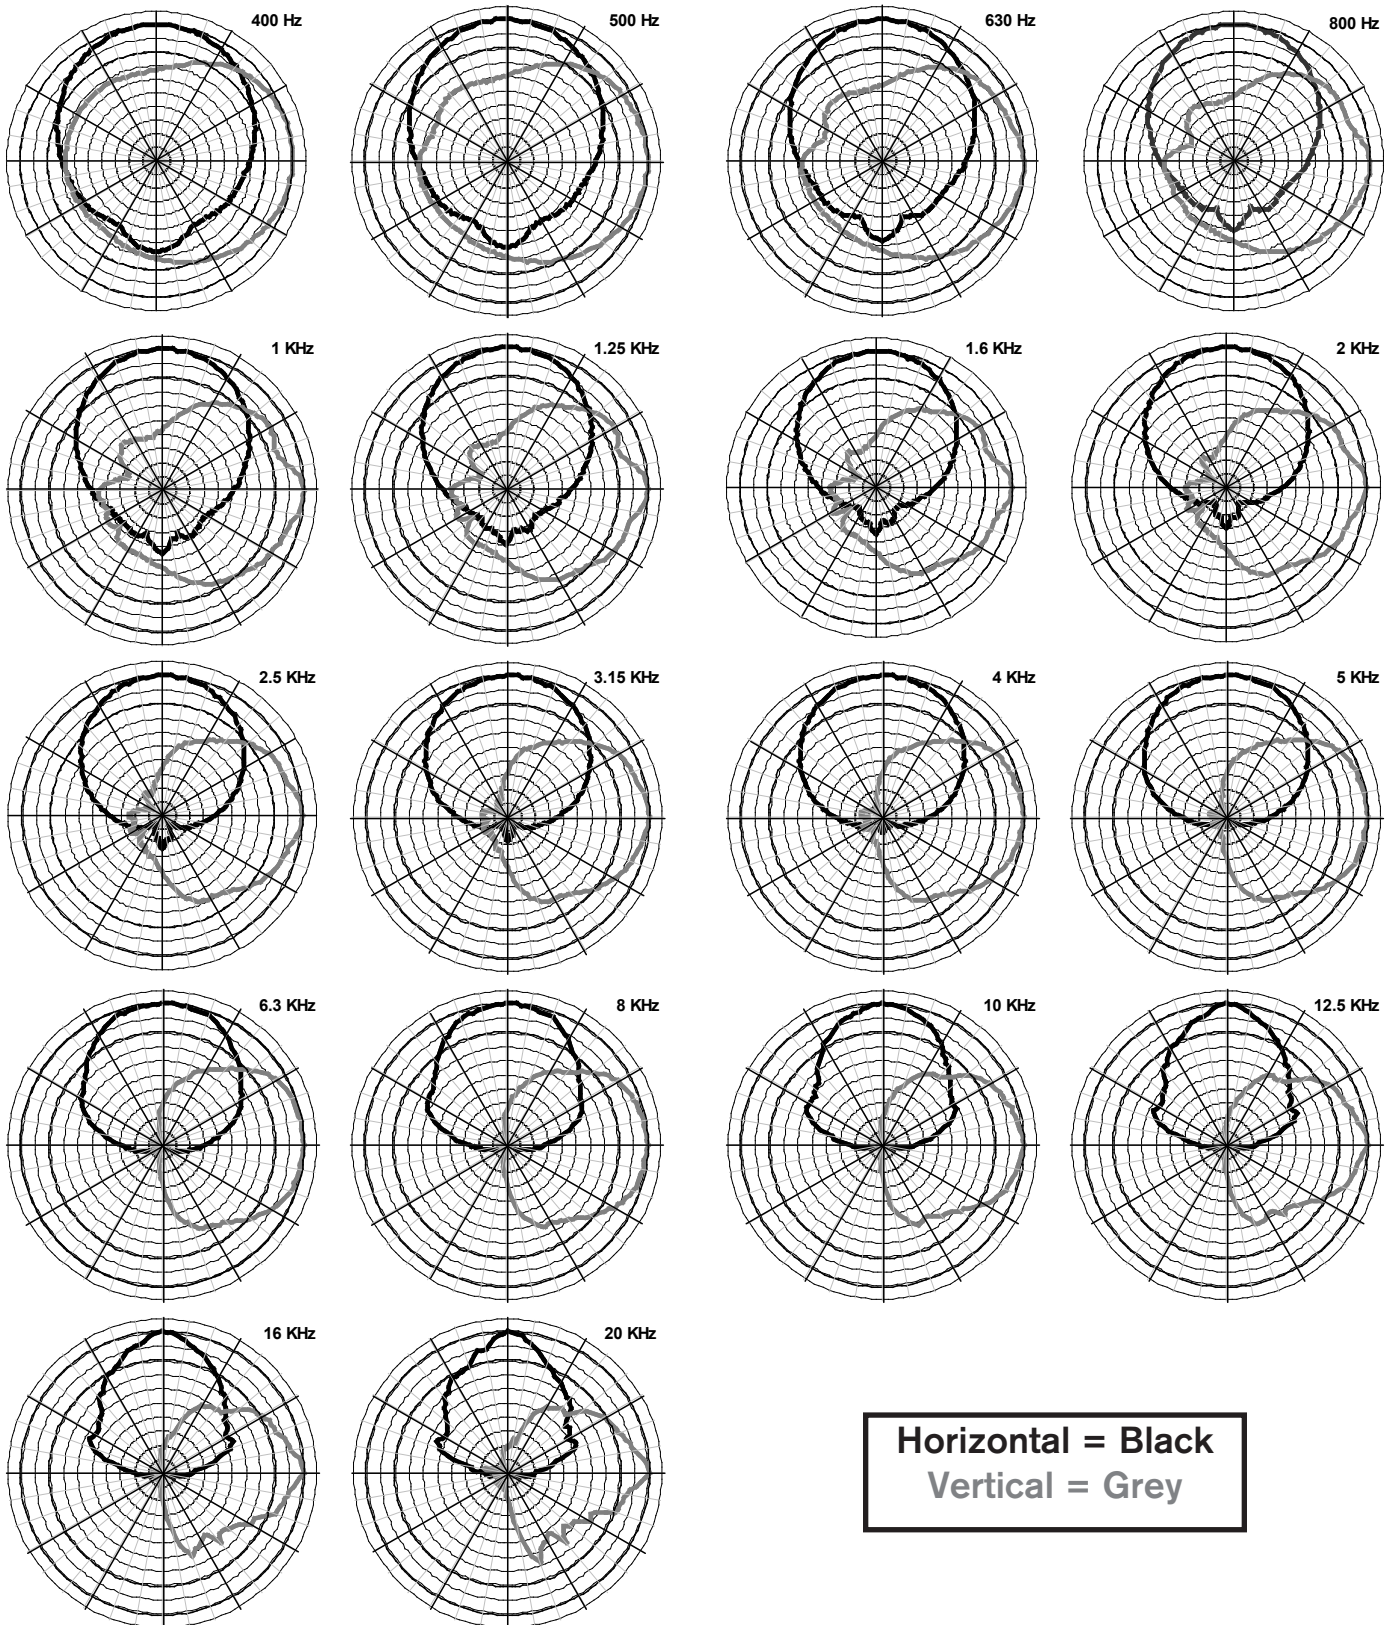 400 Hz
500 Hz
630 Hz
800 Hz
1 KHz
1.25 KHz
1.6 KHz
2 KHz
2.5 KHz
3.15 KHz
4 KHz
5 KHz
6.3 KHz
8 KHz
10 KHz
12.5 KHz
16 KHz
20 KHz
Horizontal = Black
Vertical = Grey